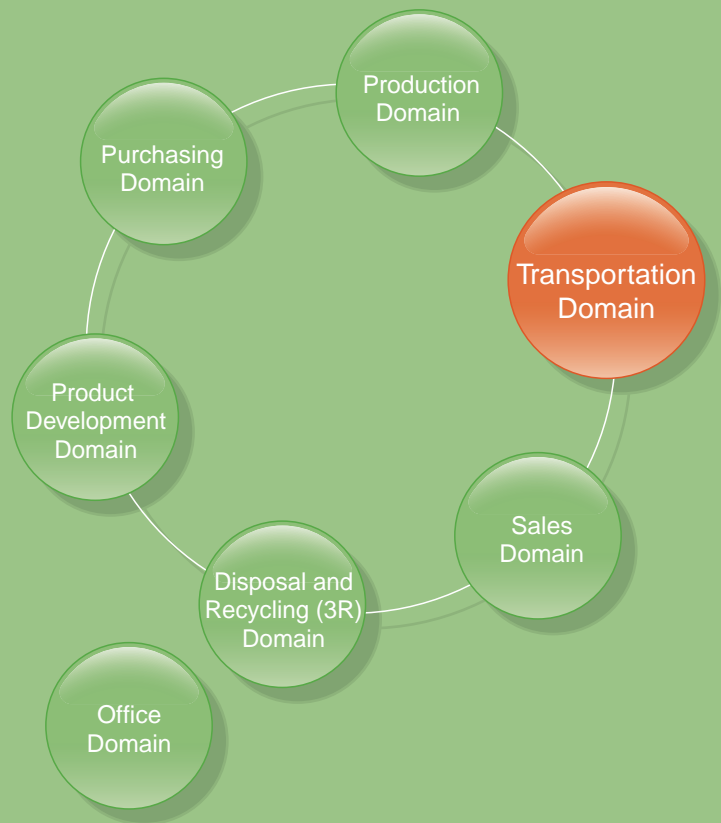 Production
Domain
Purchasing
Domain
Transportation
Domain
Product
Development
Domain
Sales
Domain
Disposal and
Recycling (3R)
Domain
Office
Domain